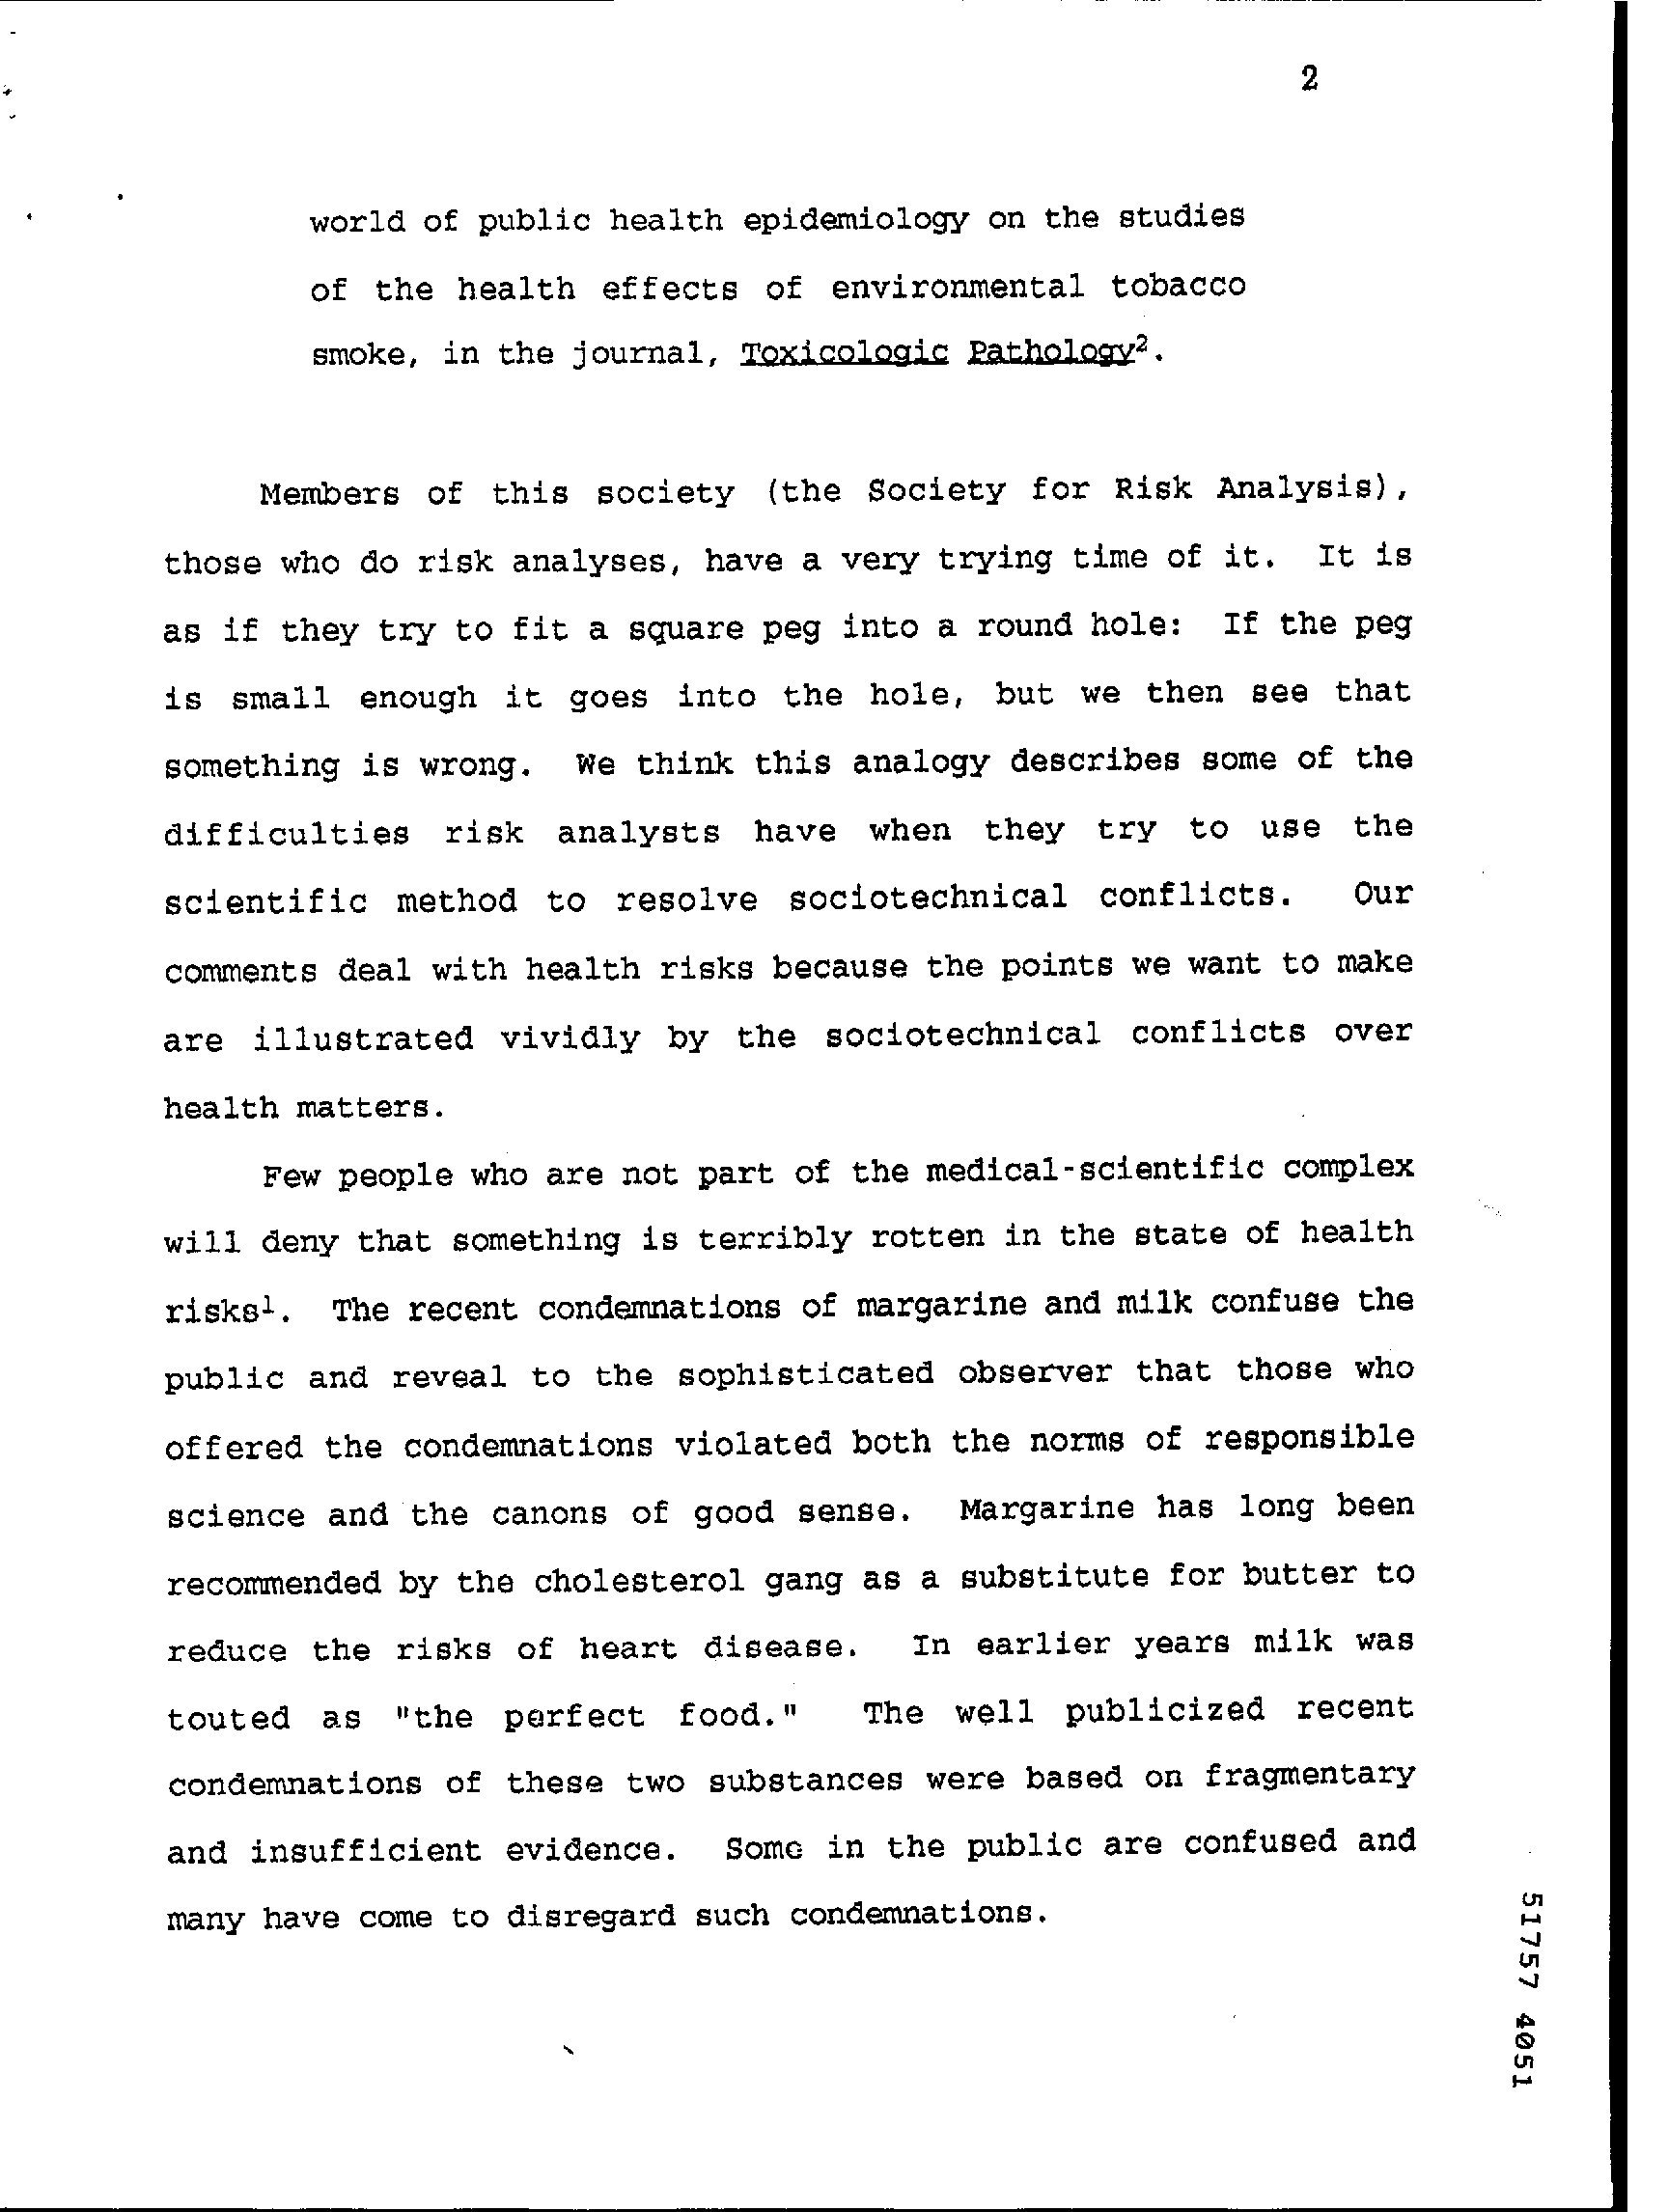 2
world of public health epidemiology on the studies
of the health effects of environmental tobacco
smoke, in the journal, Toxicologic Pathology².
Members of this society (the Society for Risk Analysis),
those who do risk analyses, have a very trying time of it. It is
as if they try to fit a square peg into a round hole: If the peg
is small enough it goes into the hole, but we then see that
something is wrong. We think this analogy describes some of the
difficulties risk analysts have when they try to use the
scientific method to resolve sociotechnical conflicts. Our
comments deal with health risks because the points we want to make
are illustrated vividly by the sociotechnical conflicts over
health matters.
Few people who are not part of the medical-scientific complex
will deny that something is terribly rotten in the state of health
risks¹. The recent condemnations of margarine and milk confuse the
public and reveal to the sophisticated observer that those who
offered the condemnations violated both the norms of responsible
science and the canons of good sense. Margarine has long been
recommended by the cholesterol gang as a substitute for butter to
reduce the risks of heart disease. In earlier years milk was
touted as "the perfect food." The well publicized recent
condemnations of these two substances were based on fragmentary
and insufficient evidence. Some in the public are confused and
many have come to disregard such condemnations.
51757 4051